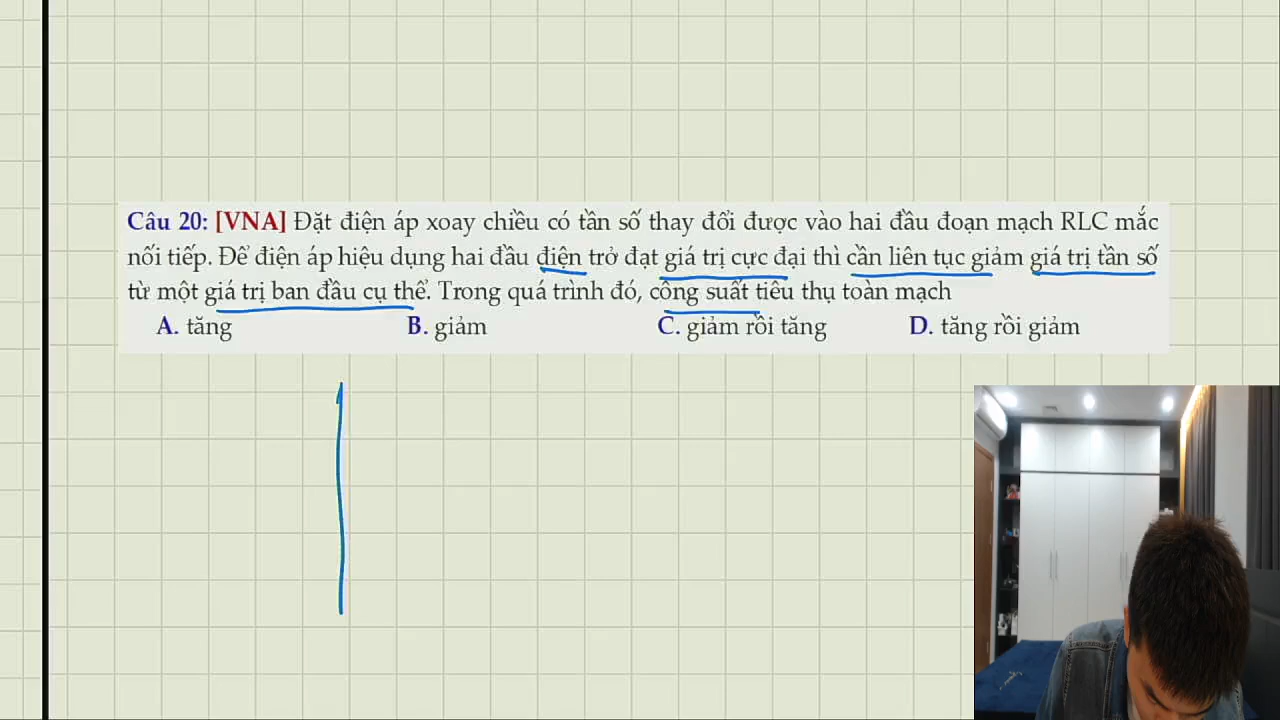 Câu 20: [VNA] Đặt điện áp xoay chiều có tần số thay đổi được vào hai đầu đoạn mạch RLC mắc
nối tiếp. Để điện áp hiệu dụng hai đầu điện trở đạt giá trị cực đại thì cần liên tục giảm giá trị tần số
từ một giá trị ban đầu cụ thể. Trong quá trình đó, công suất tiêu thụ toàn mạch
A. tăng B. giảm C. giảm rồi tăng D. tăng rồi giảm